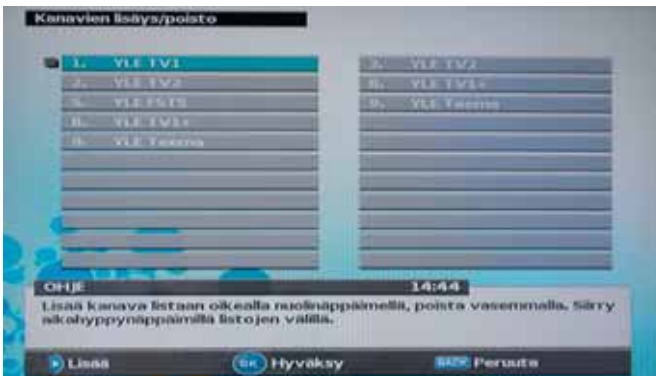 Kanavien lisäys/poisto
1. YLE TV1
2. YLE TV2
5. YLE FST5
8. YLE TV1+
9. YLE Teema
2. YLE TV2
8. YLE TV1+
9. YLE Teema
OHJE 14:44
Lisää kanava listaan oikealla nuolinäppäimellä, poista vasemmalla. Siirry
aikahyppynäppäimillä listojen välillä.
Lisää OK Hyväksy BACK Peruuta